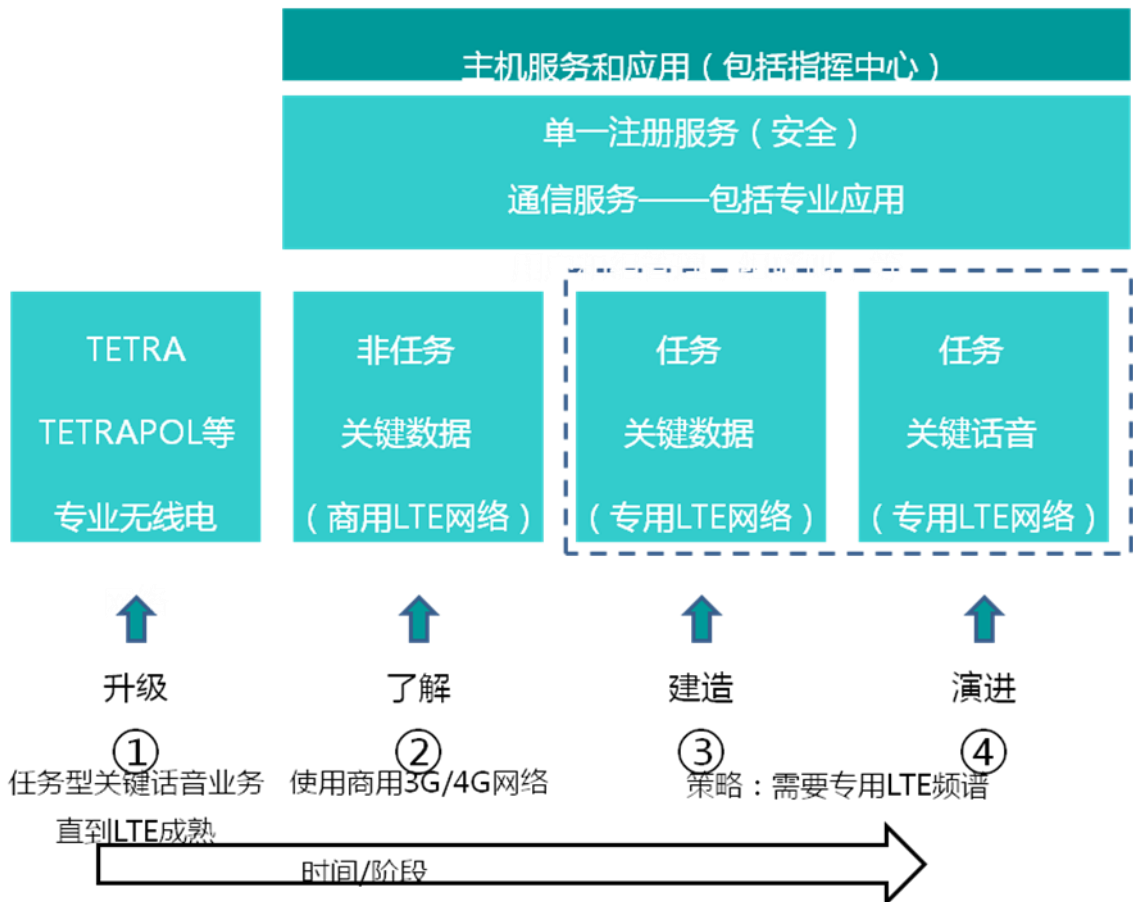 主机服务和应用（包括指挥中心）
单一注册服务（安全）
通信服务——包括专业应用
TETRA
TETRAPOL等
专业无线电
非任务
关键数据
（商用LTE网络）
任务
关键数据
（专用LTE网络）
任务
关键话音
（专用LTE网络）
升级
①
任务型关键话音业务
直到LTE成熟
了解
②
使用商用3G/4G网络
建造
③
演进
④
策略：需要专用LTE频谱
时间/阶段